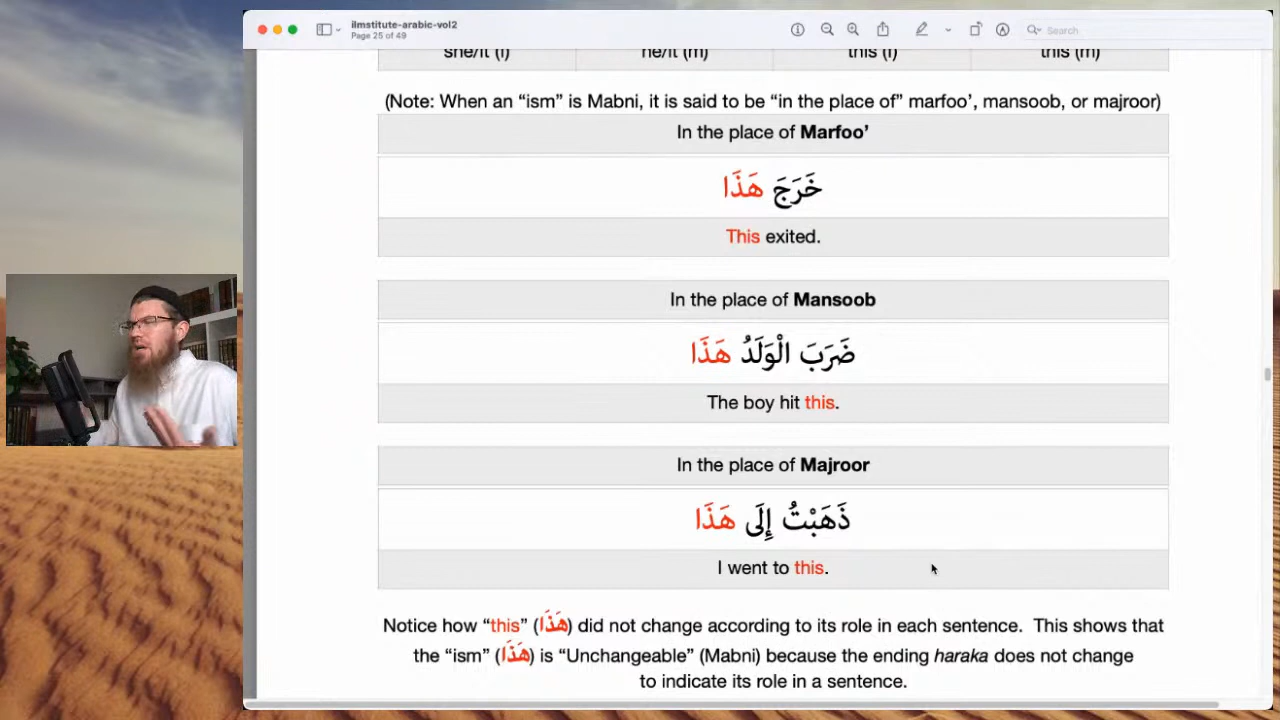 ilmstitute-arabic-vol2
Page 25 of 49
Search
she/it (f) he/it (m) this (f) this (m)
(Note: When an “ism” is Mabni, it is said to be “in the place of” marfoo’, mansoob, or majroor)
In the place of Marfoo’
خَرَجَ هَذَا
This exited.
In the place of Mansoob
ضَرَبَ الْوَلَدُ هَذَا
The boy hit this.
In the place of Majroor
ذَهَبْتُ إِلَى هَذَا
I went to this.
Notice how “this” (هَذَا) did not change according to its role in each sentence. This shows that
the “ism” (هَذَا) is “Unchangeable” (Mabni) because the ending haraka does not change
to indicate its role in a sentence.